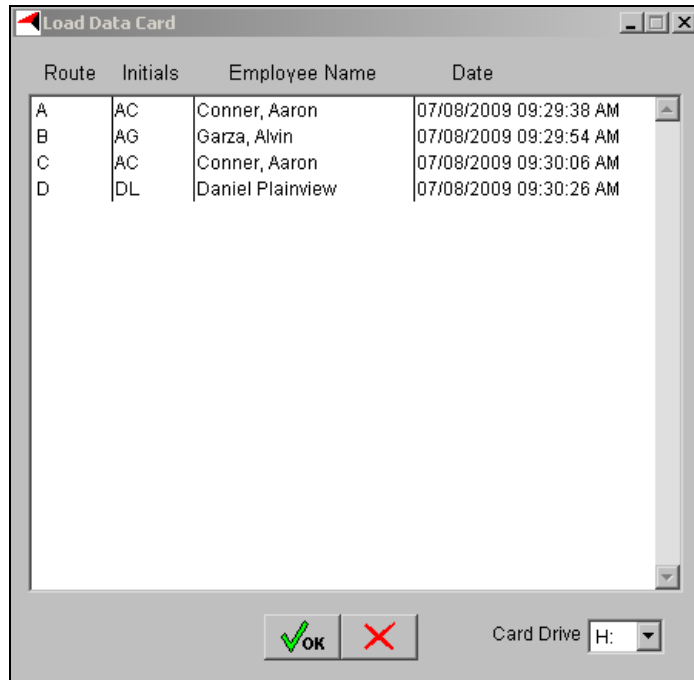 Load Data Card
Route Initials Employee Name Date
A AC Conner, Aaron 07/08/2009 09:29:38 AM
B AG Garza, Alvin 07/08/2009 09:29:54 AM
C AC Conner, Aaron 07/08/2009 09:30:06 AM
D DL Daniel Plainview 07/08/2009 09:30:26 AM
OK Card Drive H: